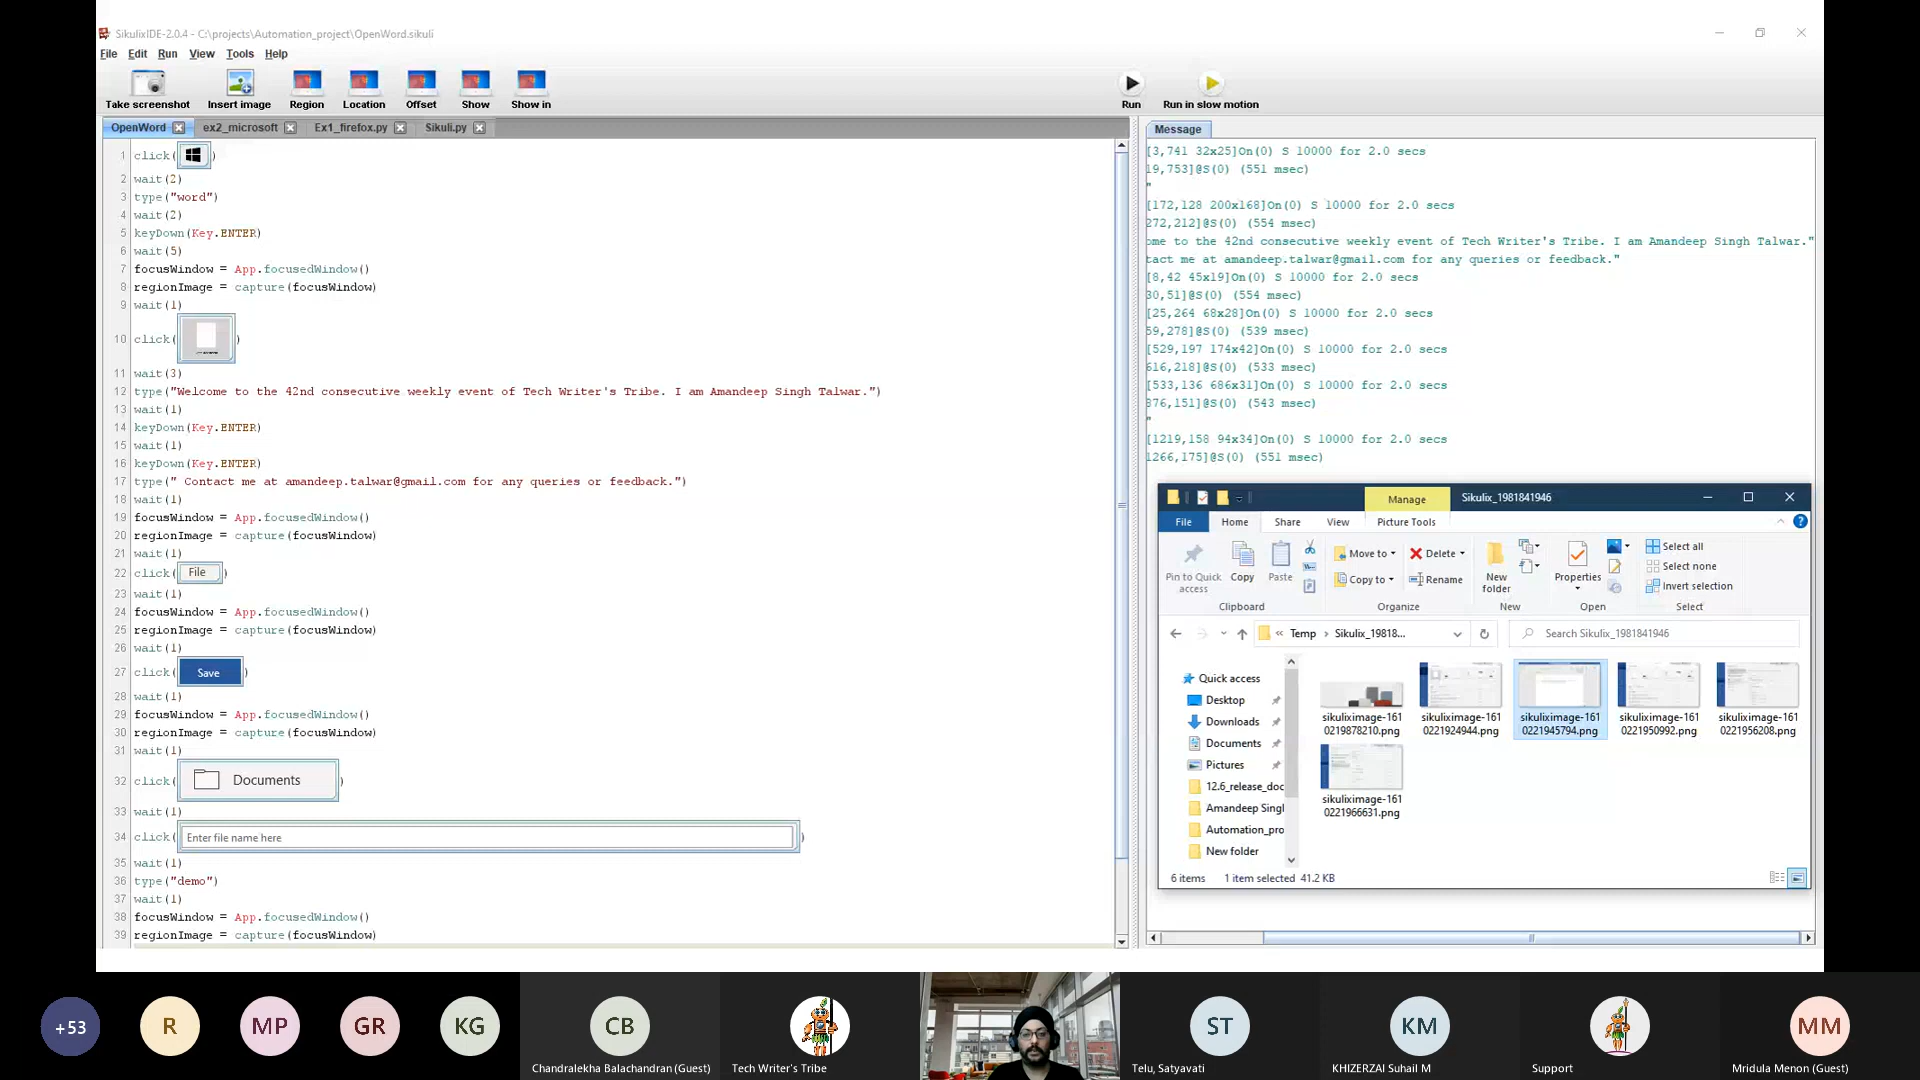 SikulixIDE-2.0.4 - C:\projects\Automation_project\OpenWord.sikuli
File Edit Run View Tools Help
Take screenshot Insert image Region Location Offset Show Show in Run Run in slow motion
OpenWord ex2_microsoft Ex1_firefox.py Sikuli.py
1 click( )
2 wait(2)
3 type("word")
4 wait(2)
5 keyDown(Key.ENTER)
6 wait(5)
7 focusWindow = App.focusedWindow()
8 regionImage = capture(focusWindow)
9 wait(1)
10 click( )
11 wait(3)
12 type("Welcome to the 42nd consecutive weekly event of Tech Writer's Tribe. I am Amandeep Singh Talwar.")
13 wait(1)
14 keyDown(Key.ENTER)
15 wait(1)
16 keyDown(Key.ENTER)
17 type(" Contact me at amandeep.talwar@gmail.com for any queries or feedback.")
18 wait(1)
19 focusWindow = App.focusedWindow()
20 regionImage = capture(focusWindow)
21 wait(1)
22 click( File )
23 wait(1)
24 focusWindow = App.focusedWindow()
25 regionImage = capture(focusWindow)
26 wait(1)
27 click( Save )
28 wait(1)
29 focusWindow = App.focusedWindow()
30 regionImage = capture(focusWindow)
31 wait(1)
32 click( Documents )
33 wait(1)
34 click( Enter file name here )
35 wait(1)
36 type("demo")
37 wait(1)
38 focusWindow = App.focusedWindow()
39 regionImage = capture(focusWindow)
Message
[3,741 32x25]On(0) S 10000 for 2.0 secs
19,753]@S(0) (551 msec)
"
[172,128 200x168]On(0) S 10000 for 2.0 secs
272,212]@S(0) (554 msec)
ome to the 42nd consecutive weekly event of Tech Writer's Tribe. I am Amandeep Singh Talwar."
tact me at amandeep.talwar@gmail.com for any queries or feedback."
[8,42 45x19]On(0) S 10000 for 2.0 secs
30,51]@S(0) (554 msec)
[25,264 68x28]On(0) S 10000 for 2.0 secs
59,278]@S(0) (539 msec)
[529,197 174x42]On(0) S 10000 for 2.0 secs
616,218]@S(0) (533 msec)
[533,136 686x31]On(0) S 10000 for 2.0 secs
876,151]@S(0) (543 msec)
"
[1219,158 94x34]On(0) S 10000 for 2.0 secs
1266,175]@S(0) (551 msec)
Manage Sikulix_1981841946
File Home Share View Picture Tools
Pin to Quick access Copy Paste Move to Copy to Delete Rename New folder Properties Select all Select none Invert selection
Clipboard Organize New Open Select
« Temp › Sikulix_19818... Search Sikulix_1981841946
Quick access
Desktop
Downloads
Documents
Pictures
12.6_release_doc
Amandeep Singl
Automation_pro
New folder
sikuliximage-1610219878210.png
sikuliximage-1610221924944.png
sikuliximage-1610221945794.png
sikuliximage-1610221950992.png
sikuliximage-1610221956208.png
sikuliximage-1610221966631.png
6 items 1 item selected 41.2 KB
+53 R MP GR KG CB ST KM MM
Chandralekha Balachandran (Guest) Tech Writer's Tribe Telu, Satyavati KHIZERZAI Suhail M Support Mridula Menon (Guest)